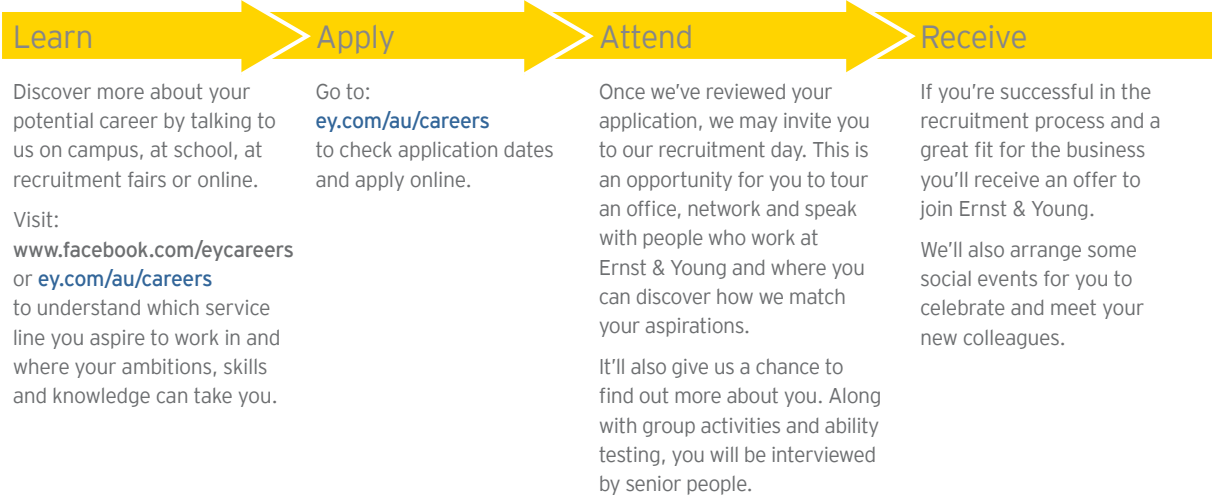 Learn
Discover more about your
potential career by talking to
us on campus, at school, at
recruitment fairs or online.
Visit:
www.facebook.com/eycareers
or ey.com/au/careers
to understand which service
line you aspire to work in and
where your ambitions, skills
and knowledge can take you.
Apply
Go to:
ey.com/au/careers
to check application dates
and apply online.
Attend
Once we've reviewed your
application, we may invite you
to our recruitment day. This is
an opportunity for you to tour
an office, network and speak
with people who work at
Ernst & Young and where you
can discover how we match
your aspirations.
It'll also give us a chance to
find out more about you. Along
with group activities and ability
testing, you will be interviewed
by senior people.
Receive
If you're successful in the
recruitment process and a
great fit for the business
you'll receive an offer to
join Ernst & Young.
We'll also arrange some
social events for you to
celebrate and meet your
new colleagues.